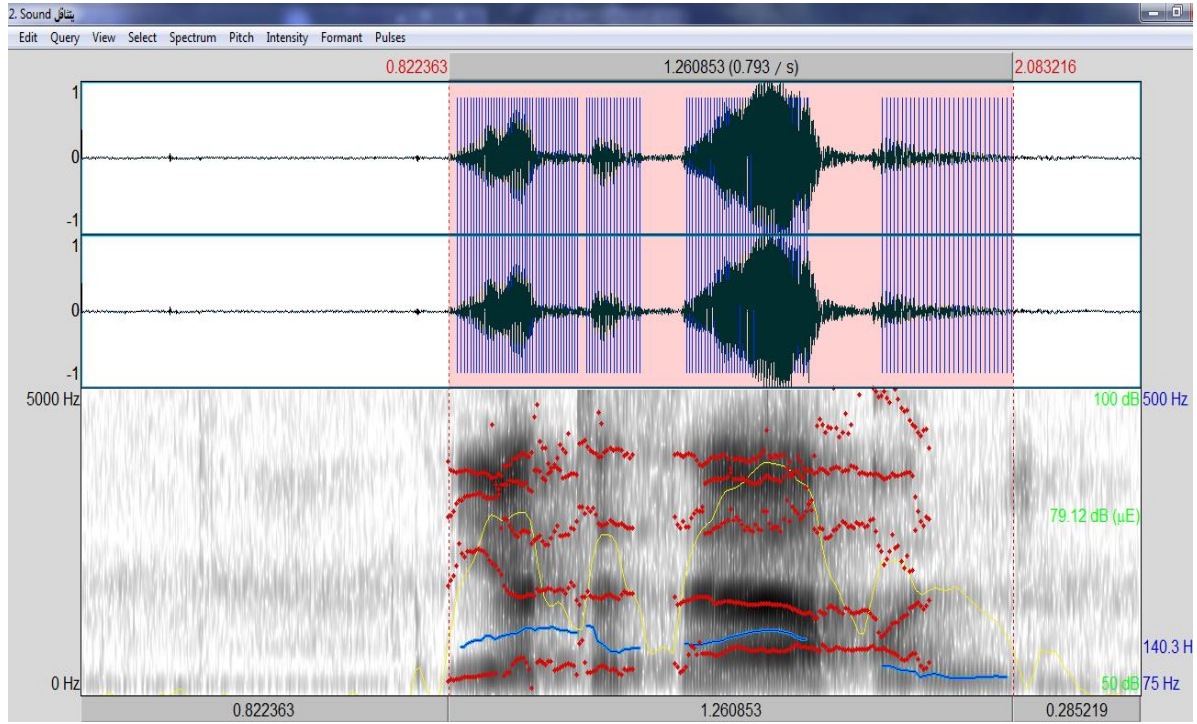 2. Sound يتثاقل
Edit Query View Select Spectrum Pitch Intensity Formant Pulses
0.822363 1.260853 (0.793 / s) 2.083216
1
0
-1
1
0
-1
5000 Hz 100 dB 500 Hz
79.12 dB (µE)
140.3 H
0 Hz 50 dB 75 Hz
0.822363 1.260853 0.285219